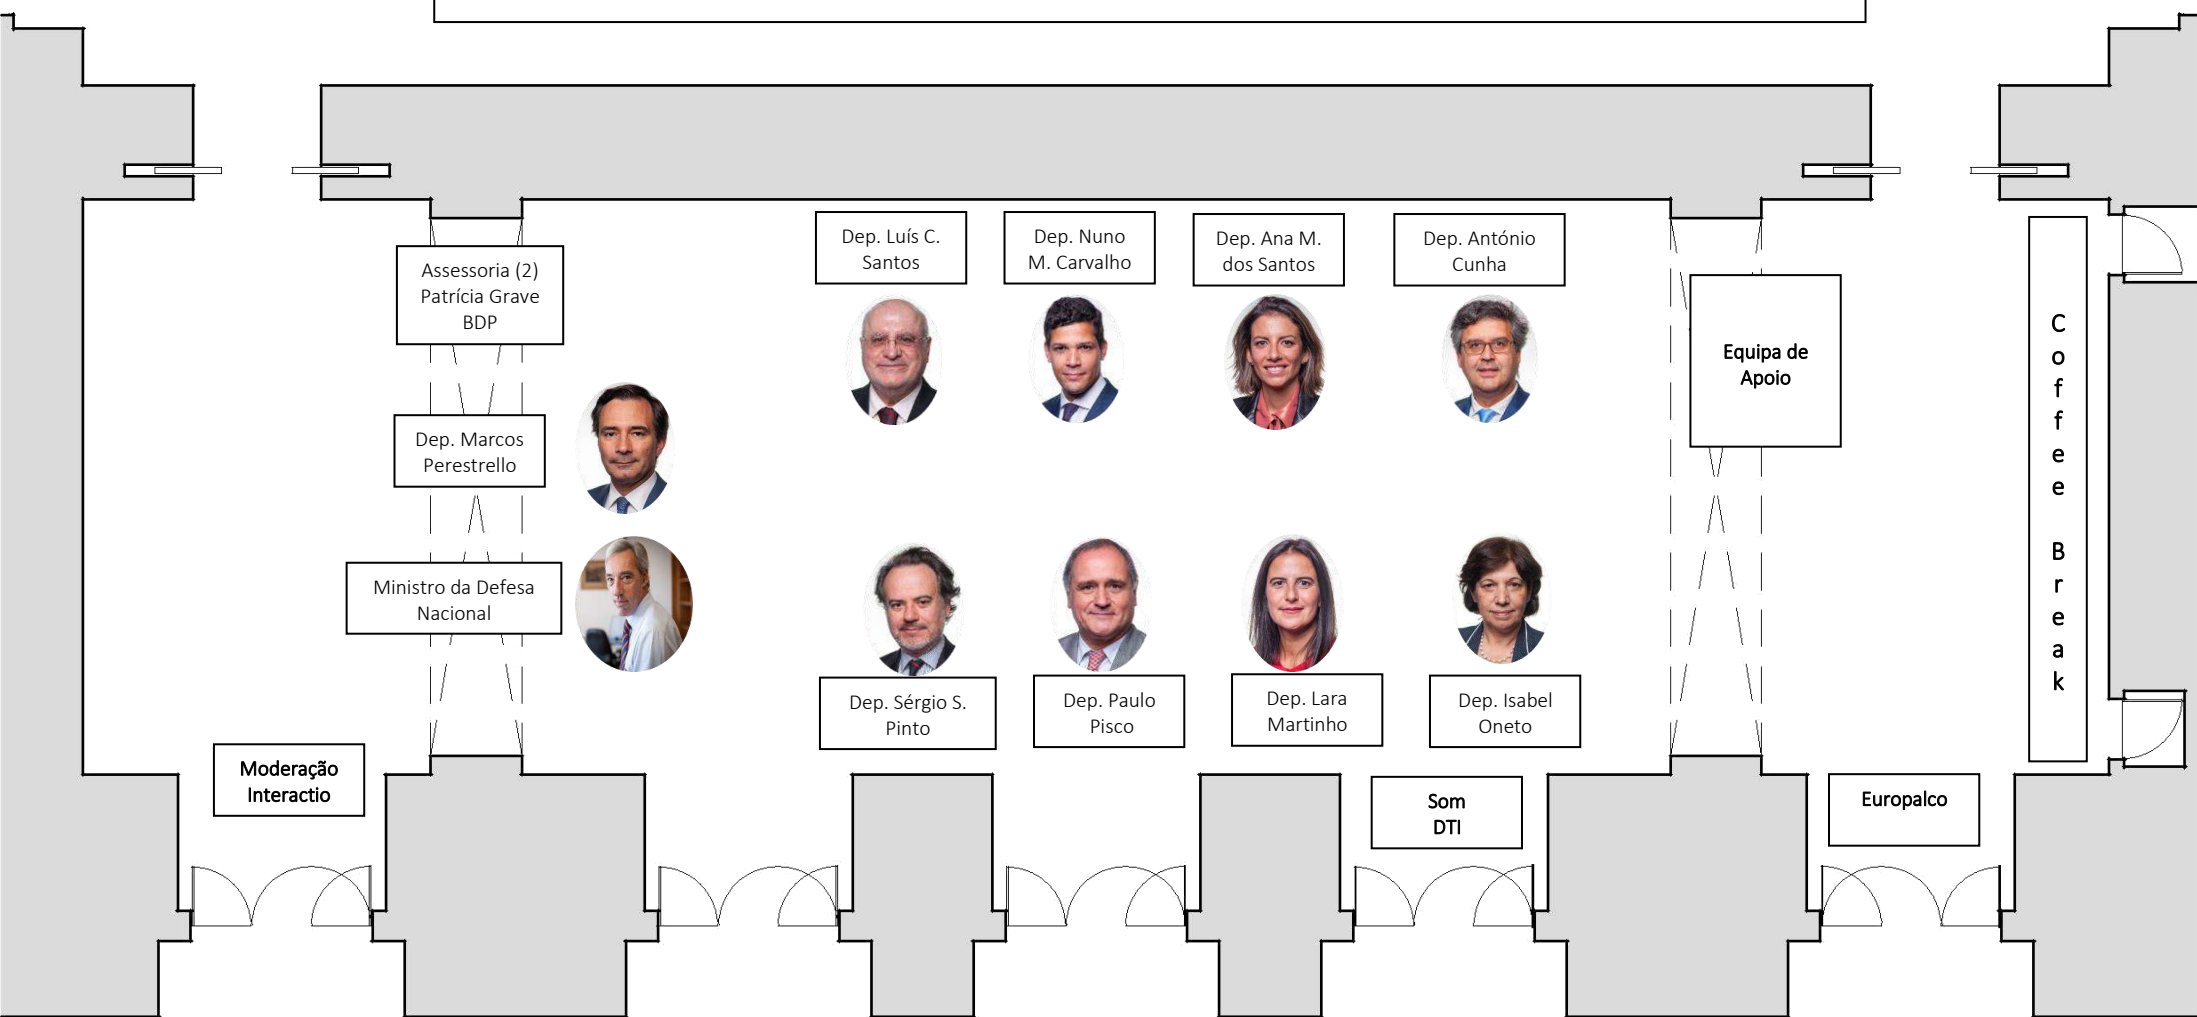 Dep. Luís C.
Santos
Dep. Nuno
M. Carvalho
Dep. Ana M.
dos Santos
Dep. António
Cunha
Assessoria (2)
Patrícia Grave
BDP
Equipa de
Apoio
Coffee Break
Dep. Marcos
Perestrello
Ministro da Defesa
Nacional
Dep. Sérgio S.
Pinto
Dep. Paulo
Pisco
Dep. Lara
Martinho
Dep. Isabel
Oneto
Moderação
Interactio
Som
DTI
Europalco